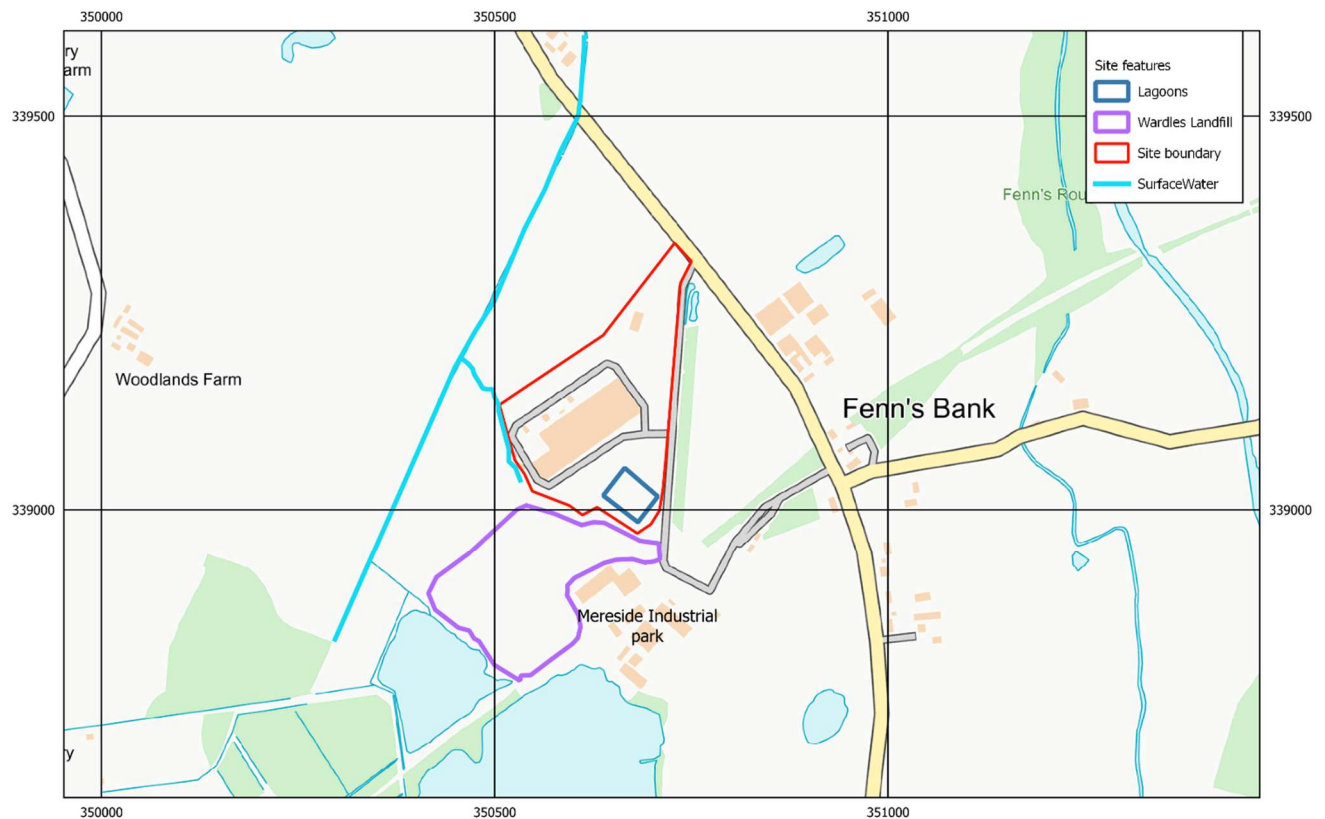 350000
350500
351000
ry
arm
Site features
Lagoons
339500
Wardles Landfill
339500
Site boundary
SurfaceWater
Fenn's Rou
Woodlands Farm
Fenn's Bank
339000
339000
Mereside Industrial
park
ry
350000
350500
351000